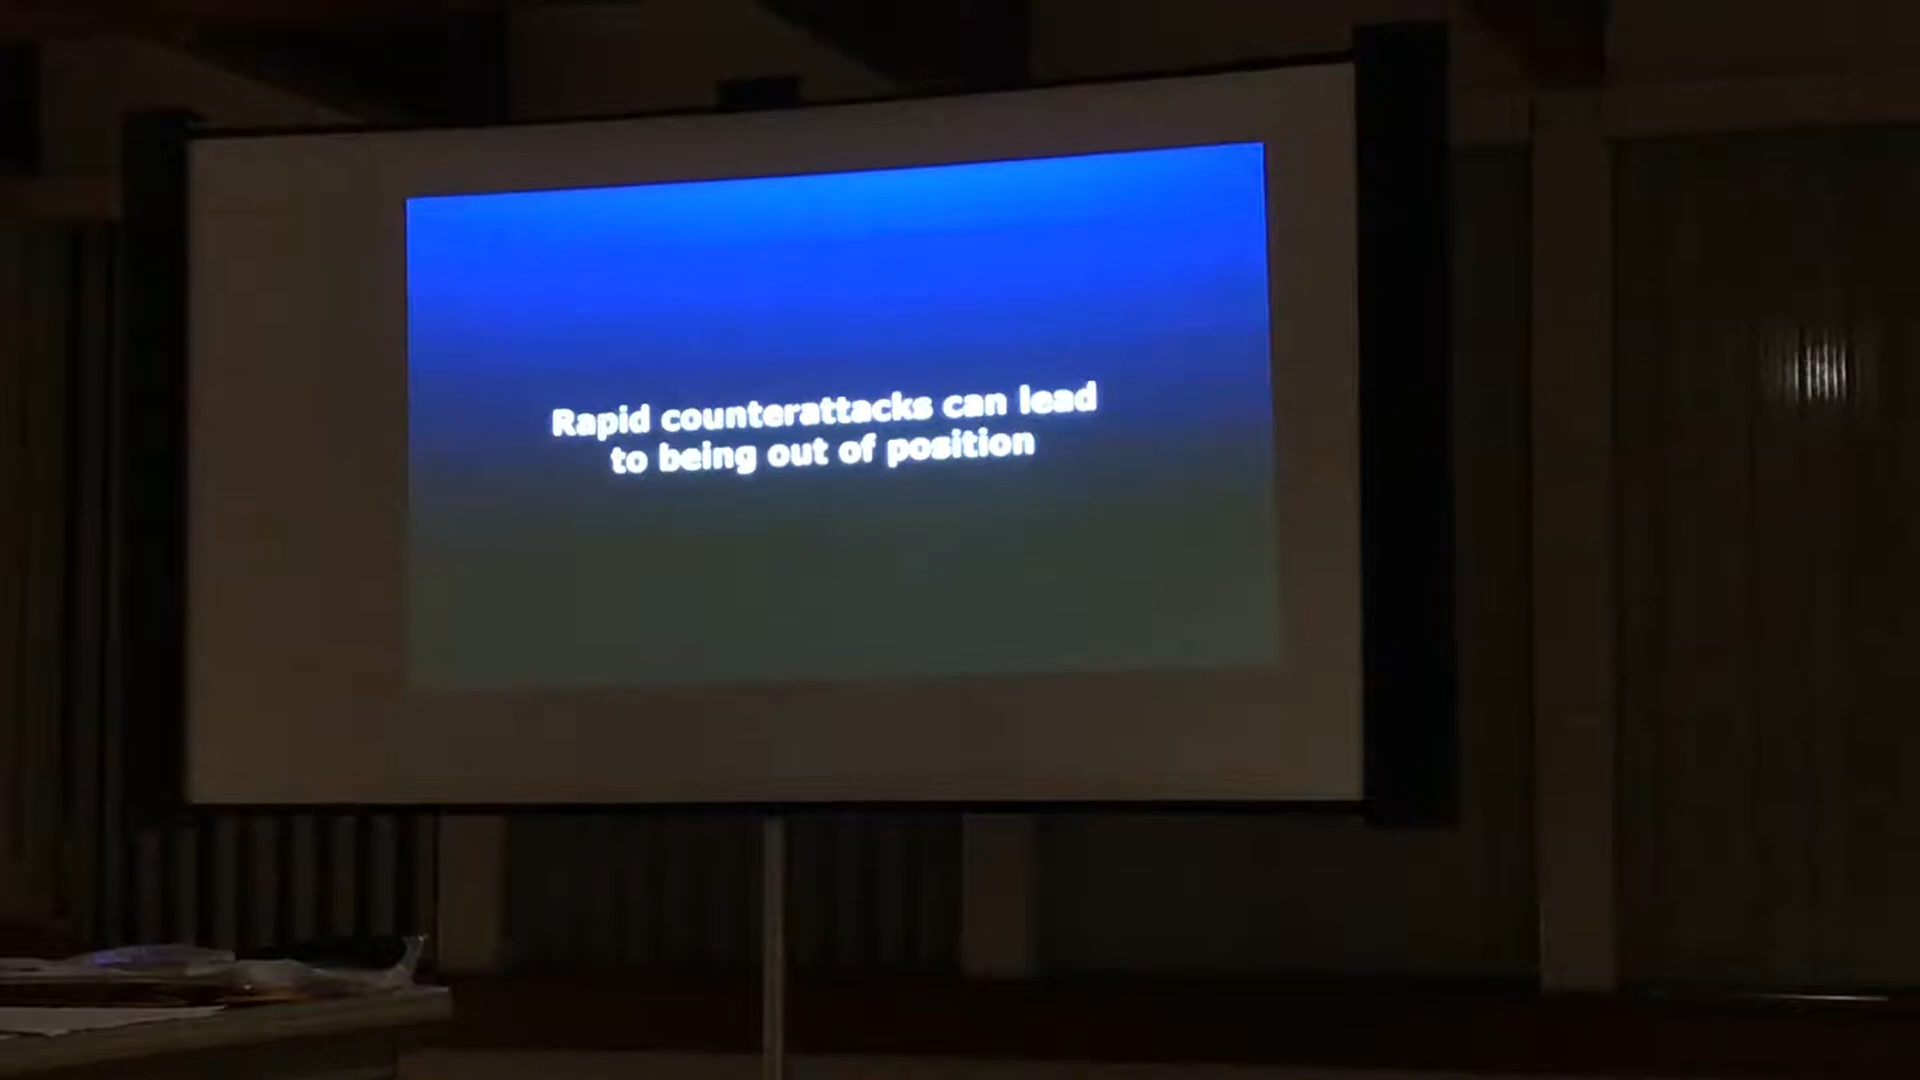 Rapid counterattacks can lead
to being out of position